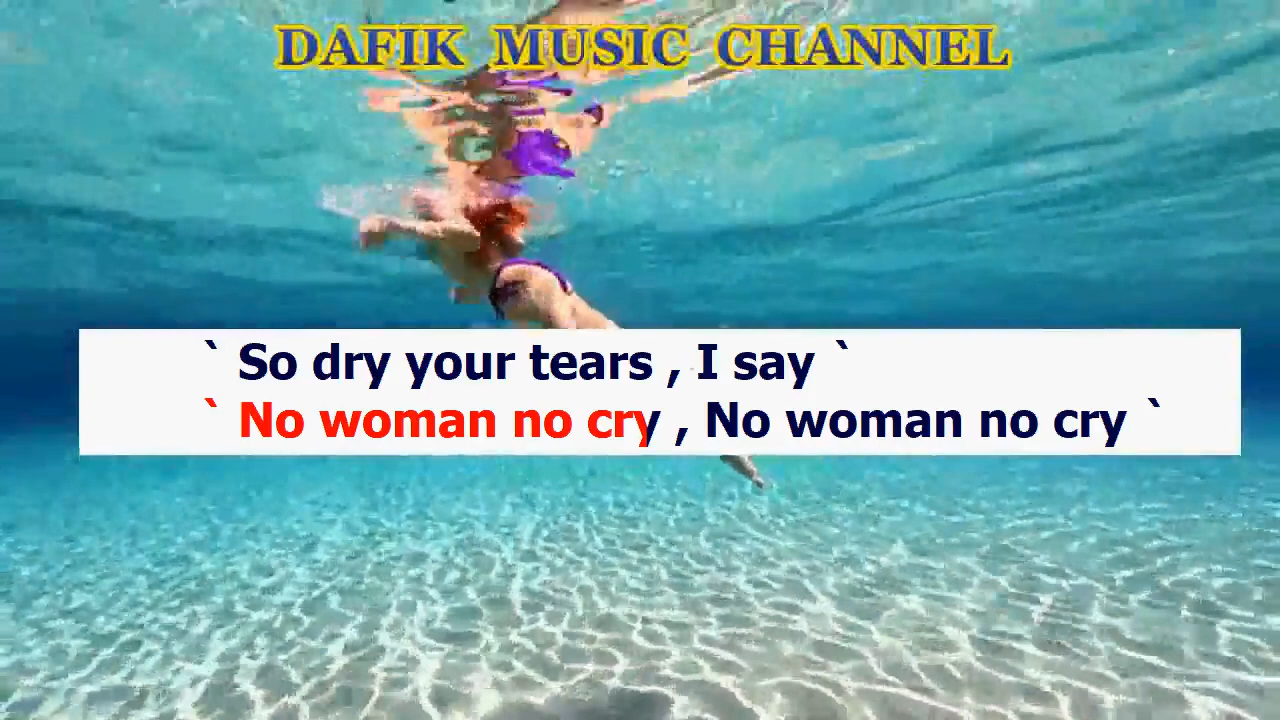 DAFIK MUSIC CHANNEL
` So dry your tears , I say `
` No woman no cry , No woman no cry `